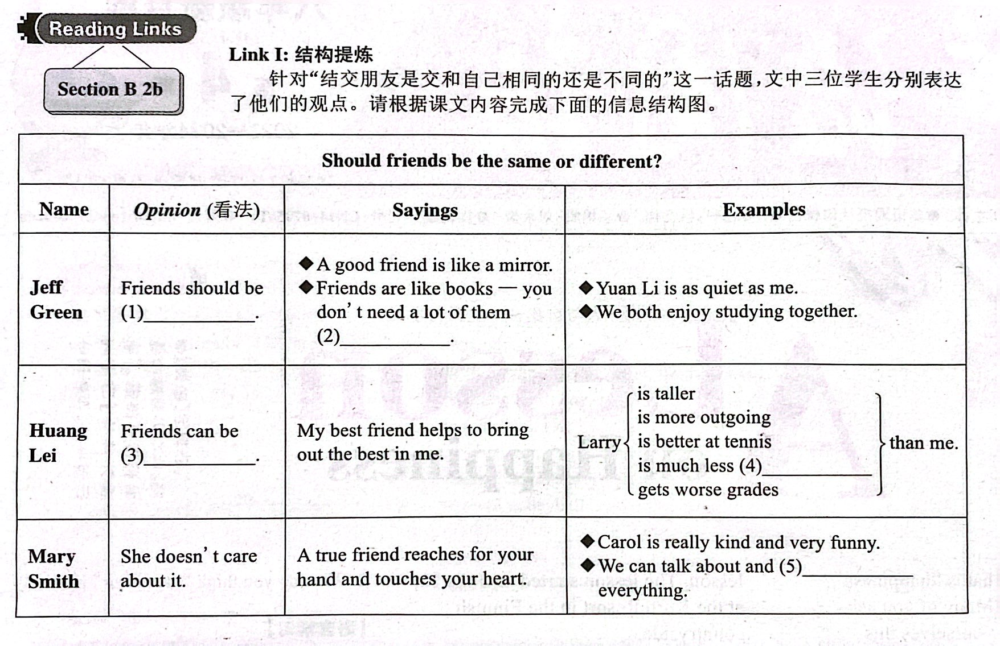 Reading Links
Section B 2b
Link I: 结构提炼
针对“结交朋友是交和自己相同的还是不同的”这一话题,文中三位学生分别表达
了他们的观点。请根据课文内容完成下面的信息结构图。
Should friends be the same or different?
Name Opinion (看法) Sayings Examples
Jeff
Green
Friends should be
(1)____________.
◆A good friend is like a mirror.
◆Friends are like books — you
don't need a lot of them
(2)____________.
◆Yuan Li is as quiet as me.
◆We both enjoy studying together.
Huang
Lei
Friends can be
(3)____________.
My best friend helps to bring
out the best in me.
Larry
is taller
is more outgoing
is better at tennis
is much less (4)____________
gets worse grades
than me.
Mary
Smith
She doesn't care
about it.
A true friend reaches for your
hand and touches your heart.
◆Carol is really kind and very funny.
◆We can talk about and (5)____________
everything.